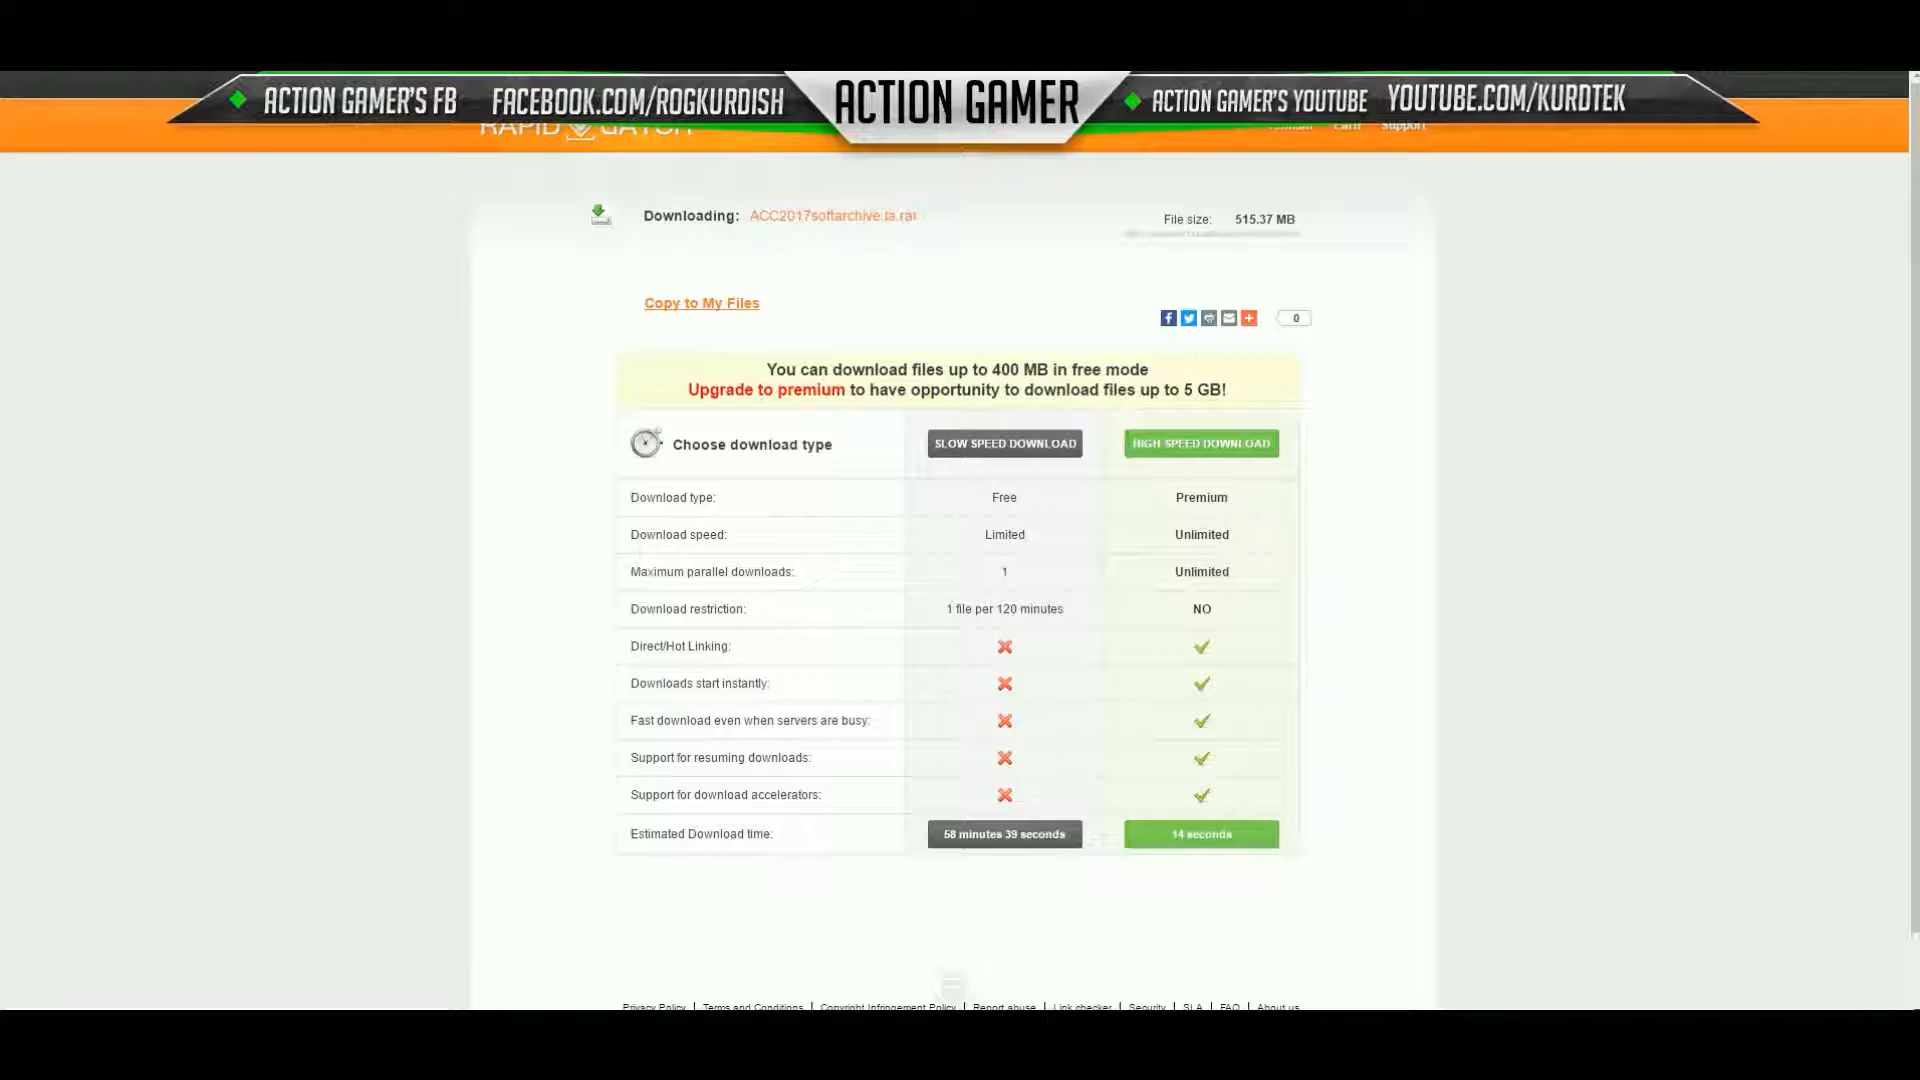 ACTION GAMER'S FB FACEBOOK.COM/ROGKURDISH ACTION GAMER ACTION GAMER'S YOUTUBE YOUTUBE.COM/KURDTEK
Support
Downloading: ACC2017softarchive.la.rar File size: 515.37 MB
Copy to My Files
0
You can download files up to 400 MB in free mode
Upgrade to premium to have opportunity to download files up to 5 GB!
Choose download type SLOW SPEED DOWNLOAD HIGH SPEED DOWNLOAD
Download type: Free Premium
Download speed: Limited Unlimited
Maximum parallel downloads: 1 Unlimited
Download restriction: 1 file per 120 minutes NO
Direct/Hot Linking:
Downloads start instantly:
Fast download even when servers are busy:
Support for resuming downloads:
Support for download accelerators:
Estimated Download time: 58 minutes 39 seconds 14 seconds
Privacy Policy | Terms and Conditions | Copyright Infringement Policy | Report abuse | Link checker | Security | SLA | FAQ | About us